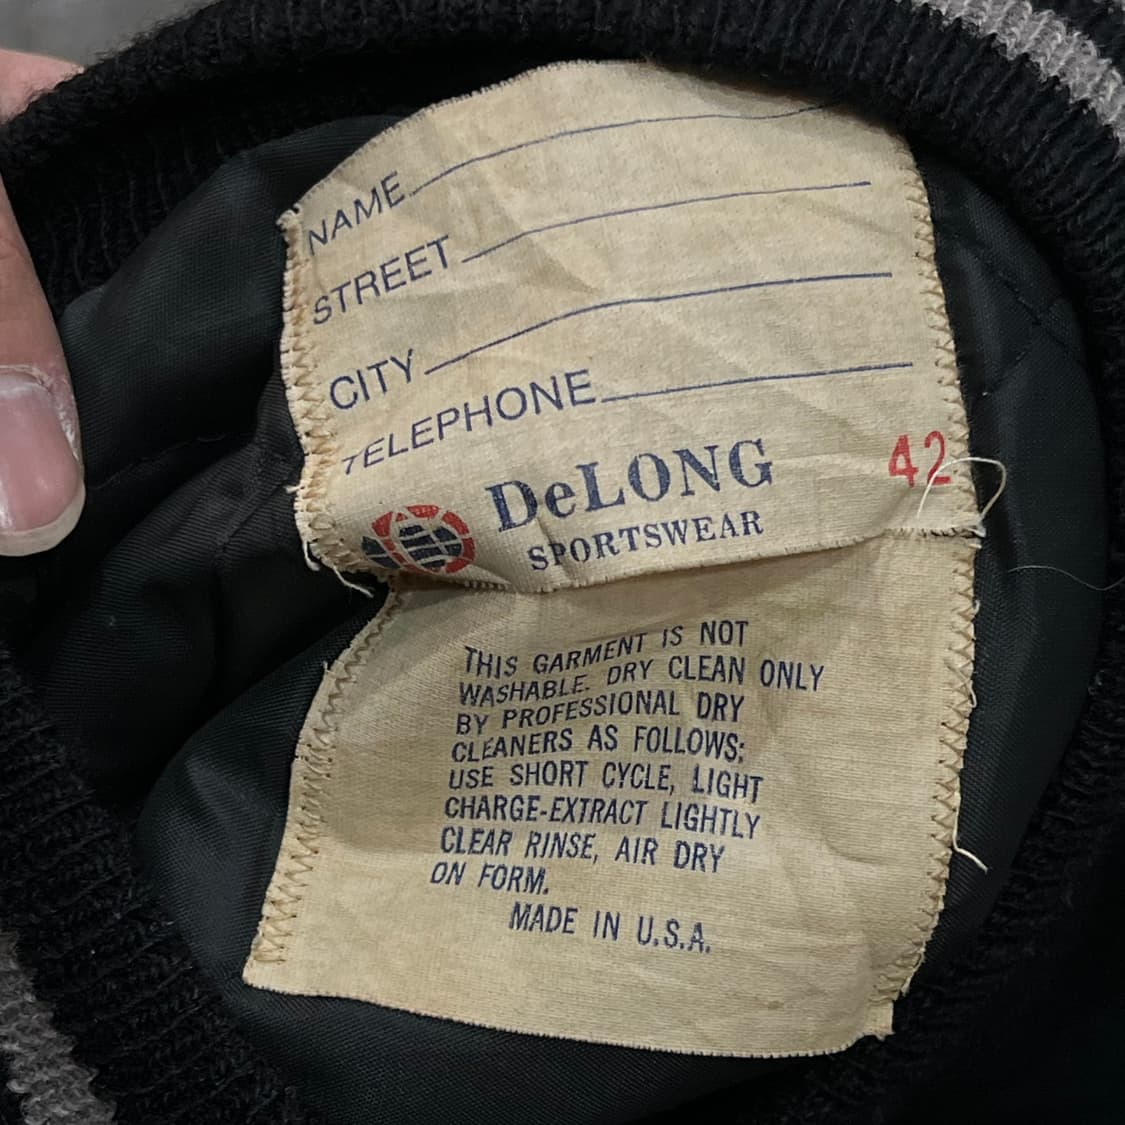 NAME
STREET
CITY
TELEPHONE
DeLONG 42
SPORTSWEAR
THIS GARMENT IS NOT
WASHABLE. DRY CLEAN ONLY
BY PROFESSIONAL DRY
CLEANERS AS FOLLOWS:
USE SHORT CYCLE, LIGHT
CHARGE-EXTRACT LIGHTLY
CLEAR RINSE, AIR DRY
ON FORM.
MADE IN U.S.A.